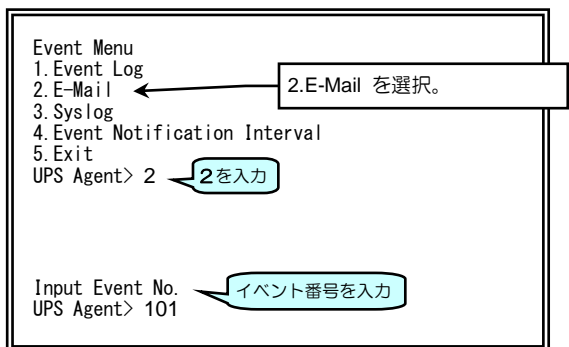 Event Menu
1.Event Log
2.E-Mail
2.E-Mail を選択。
3.Syslog
4.Event Notification Interval
5.Exit
UPS Agent> 2
2を入力
Input Event No.
イベント番号を入力
UPS Agent> 101